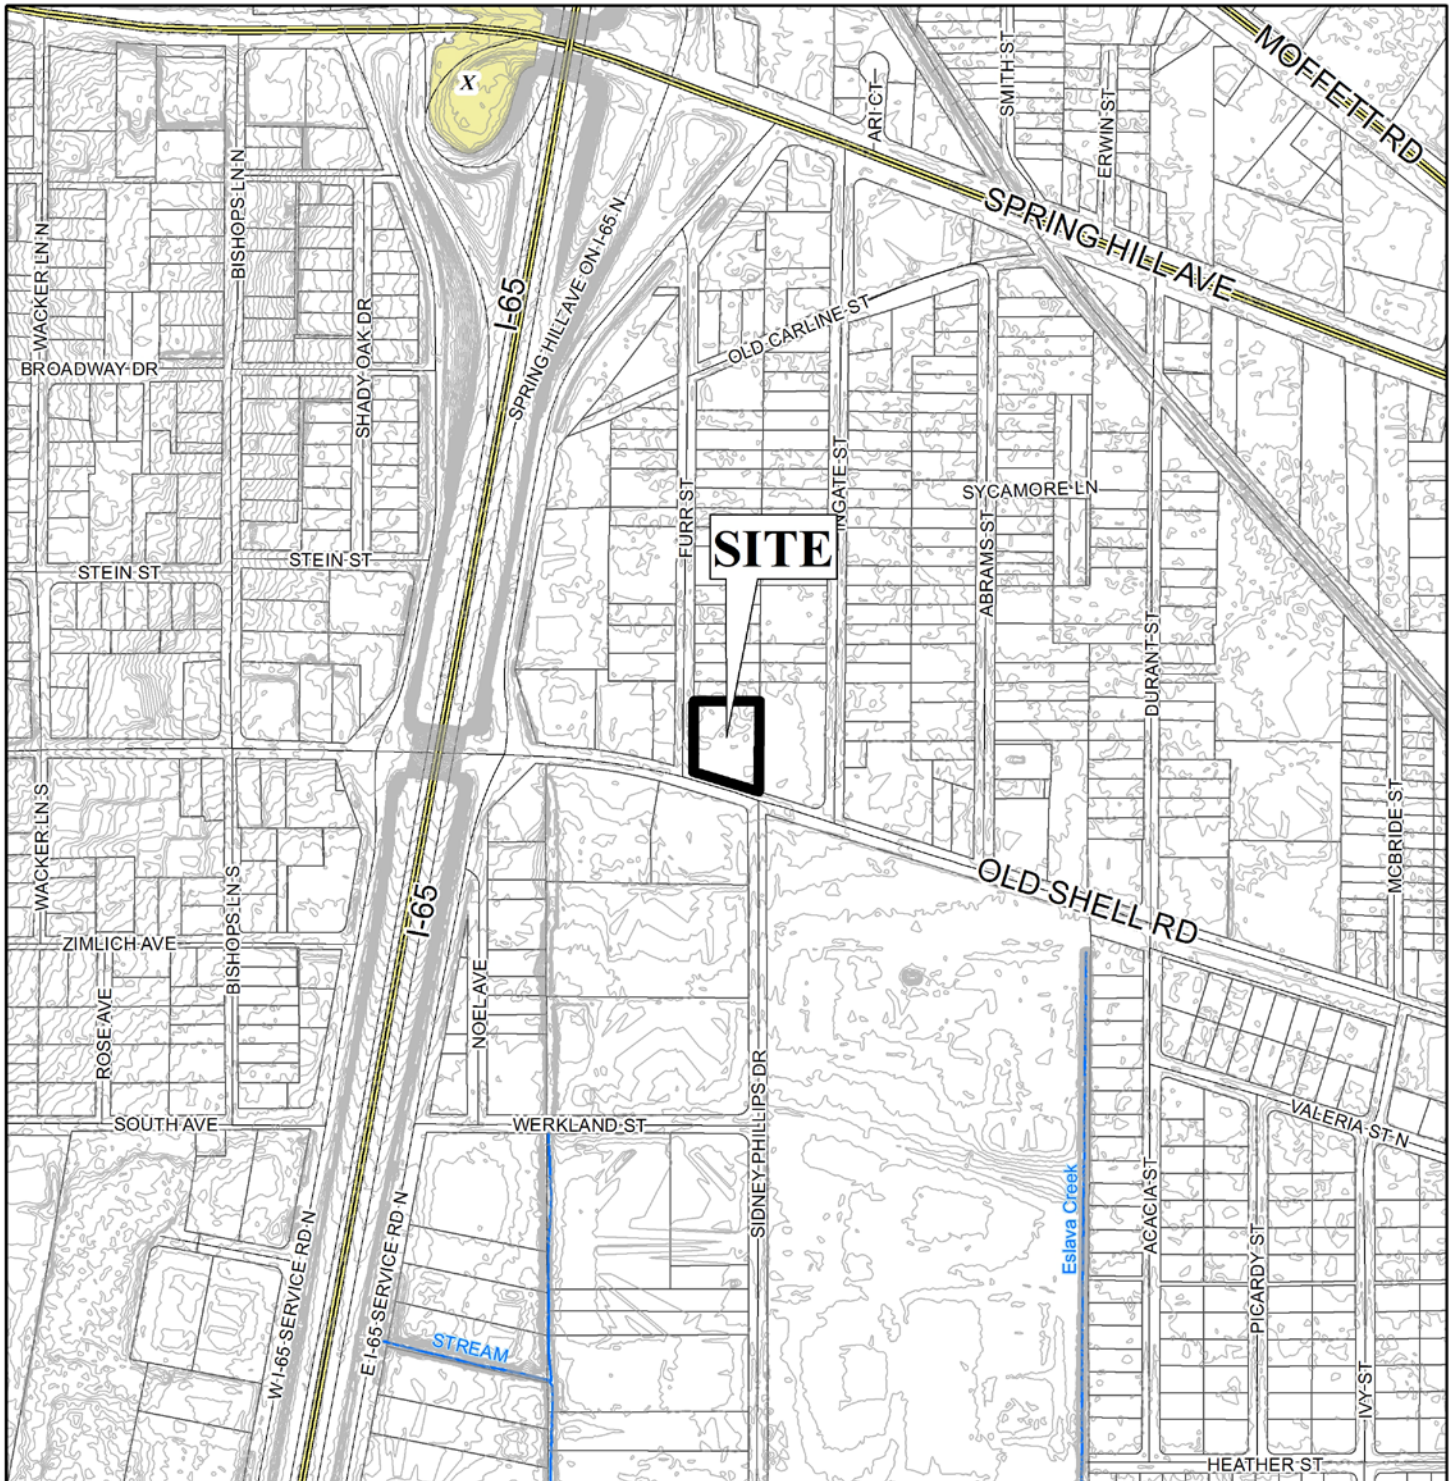 MOFFETT RD
X
ARI CT
SMITH ST
ERWIN ST
SPRING HILL AVE
BISHOPS LN N
WACKER LN N
I-65
SPRING HILL AVE ON I-65 N
SHADY OAK DR
OLD CARLINE ST
BROADWAY DR
FURR ST
INGATE ST
SYCAMORE LN
ABRAMS ST
SITE
STEIN ST
STEIN ST
DURANT ST
WACKER LN S
MCBRIDE ST
BISHOPS LN S
I-65
OLD SHELL RD
ZIMLICH AVE
ROSE AVE
NOEL AVE
SOUTH AVE
WERKLAND ST
SIDNEY PHILLIPS DR
VALERIA ST N
Eslava Creek
ACACIA ST
PICARDY ST
W I-65 SERVICE RD N
E I-65 SERVICE RD N
STREAM
IVY ST
HEATHER ST